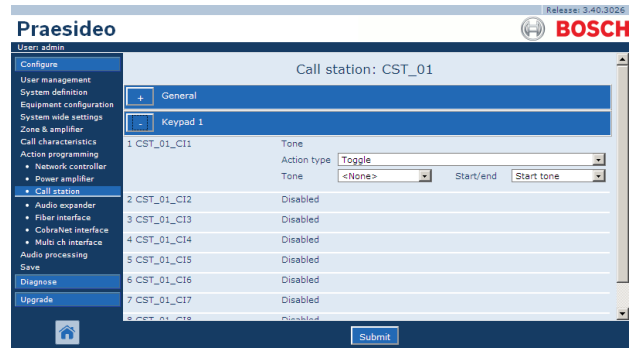 Release: 3.40.3026
Praesideo
BOSCH
User: admin
Configure
User management
System definition
Equipment configuration
System wide settings
Zone & amplifier
Call characteristics
Action programming
• Network controller
• Power amplifier
• Call station
• Audio expander
• Fiber interface
• CobraNet interface
• Multi ch interface
Audio processing
Save
Diagnose
Upgrade
Call station: CST_01
+ General
- Keypad 1
1 CST_01_CI1 Tone
Action type Toggle
Tone <None> Start/end Start tone
2 CST_01_CI2 Disabled
3 CST_01_CI3 Disabled
4 CST_01_CI4 Disabled
5 CST_01_CI5 Disabled
6 CST_01_CI6 Disabled
7 CST_01_CI7 Disabled
8 CST_01_CI8 Disabled
Submit